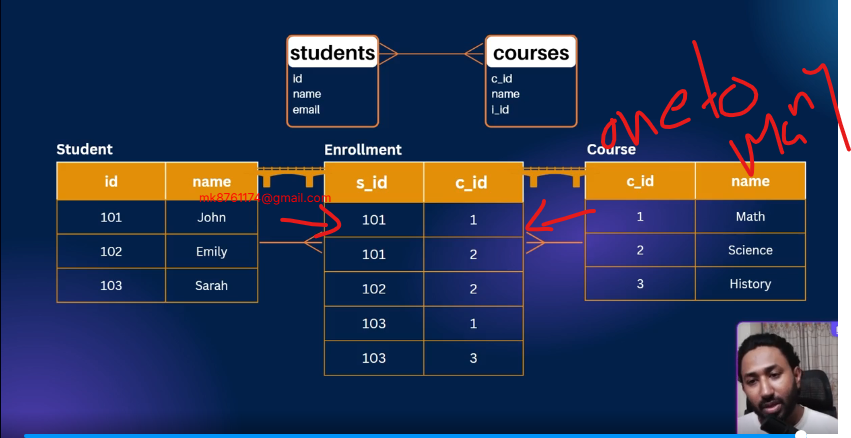 students courses
id
name
email
c_id
name
i_id
one to
Many
Student Enrollment Course
id name s_id c_id c_id name
mk8761174@gmail.com
101 John 101 1 1 Math
102 Emily 101 2 2 Science
103 Sarah 102 2 3 History
103 1
103 3